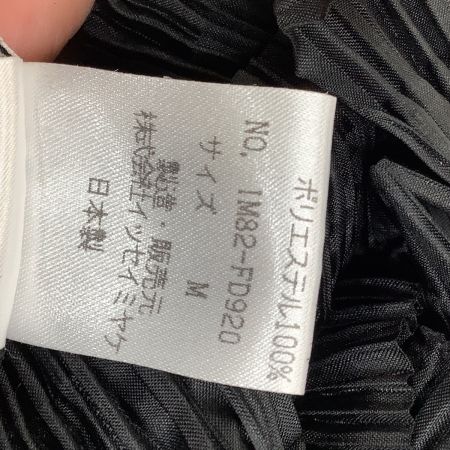 ポリエステル100%
NO. IM82-FD920
サイズ M
製造・販売元
株式会社イッセイミヤケ
日本製